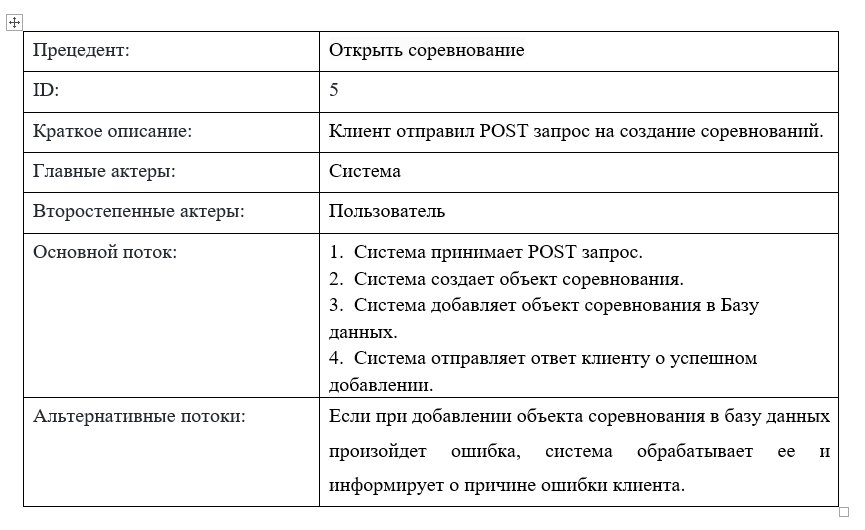 Прецедент:
Открыть соревнование
ID:
5
Краткое описание:
Клиент отправил POST запрос на создание соревнований.
Главные актеры:
Система
Второстепенные актеры:
Пользователь
Основной поток:
1. Система принимает POST запрос.
2. Система создает объект соревнования.
3. Система добавляет объект соревнования в Базу
данных.
4. Система отправляет ответ клиенту о успешном
добавлении.
Альтернативные потоки:
Если при добавлении объекта соревнования в базу данных
произойдет ошибка, система обрабатывает ее и
информирует о причине ошибки клиента.